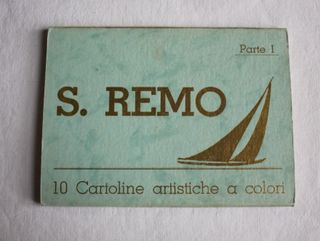 Parte I
S. REMO
10 Cartoline artistiche a colori